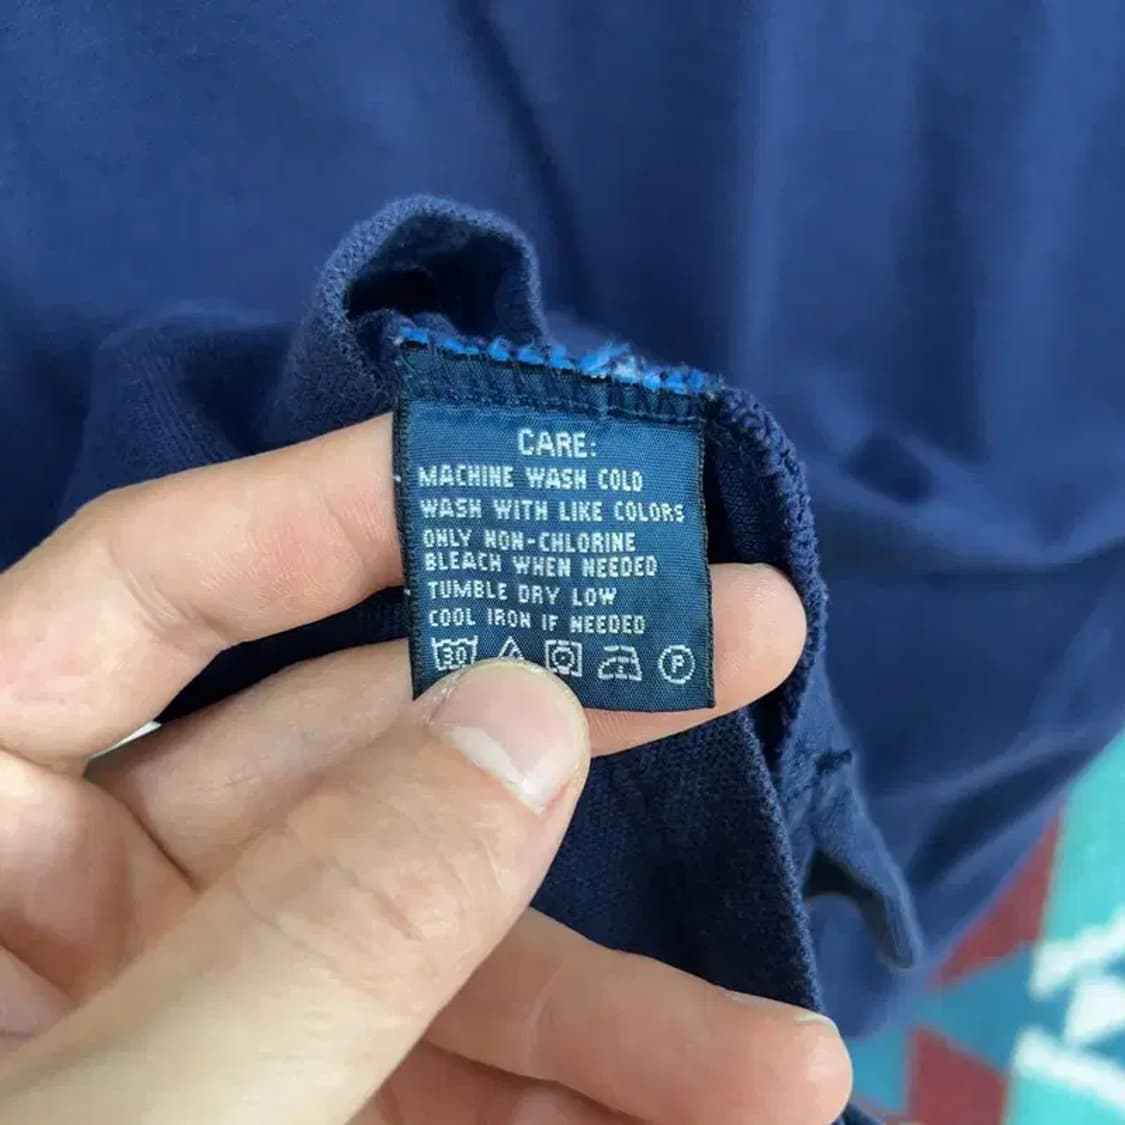 CARE:
MACHINE WASH COLD
WASH WITH LIKE COLORS
ONLY NON-CHLORINE
BLEACH WHEN NEEDED
TUMBLE DRY LOW
COOL IRON IF NEEDED
30 P